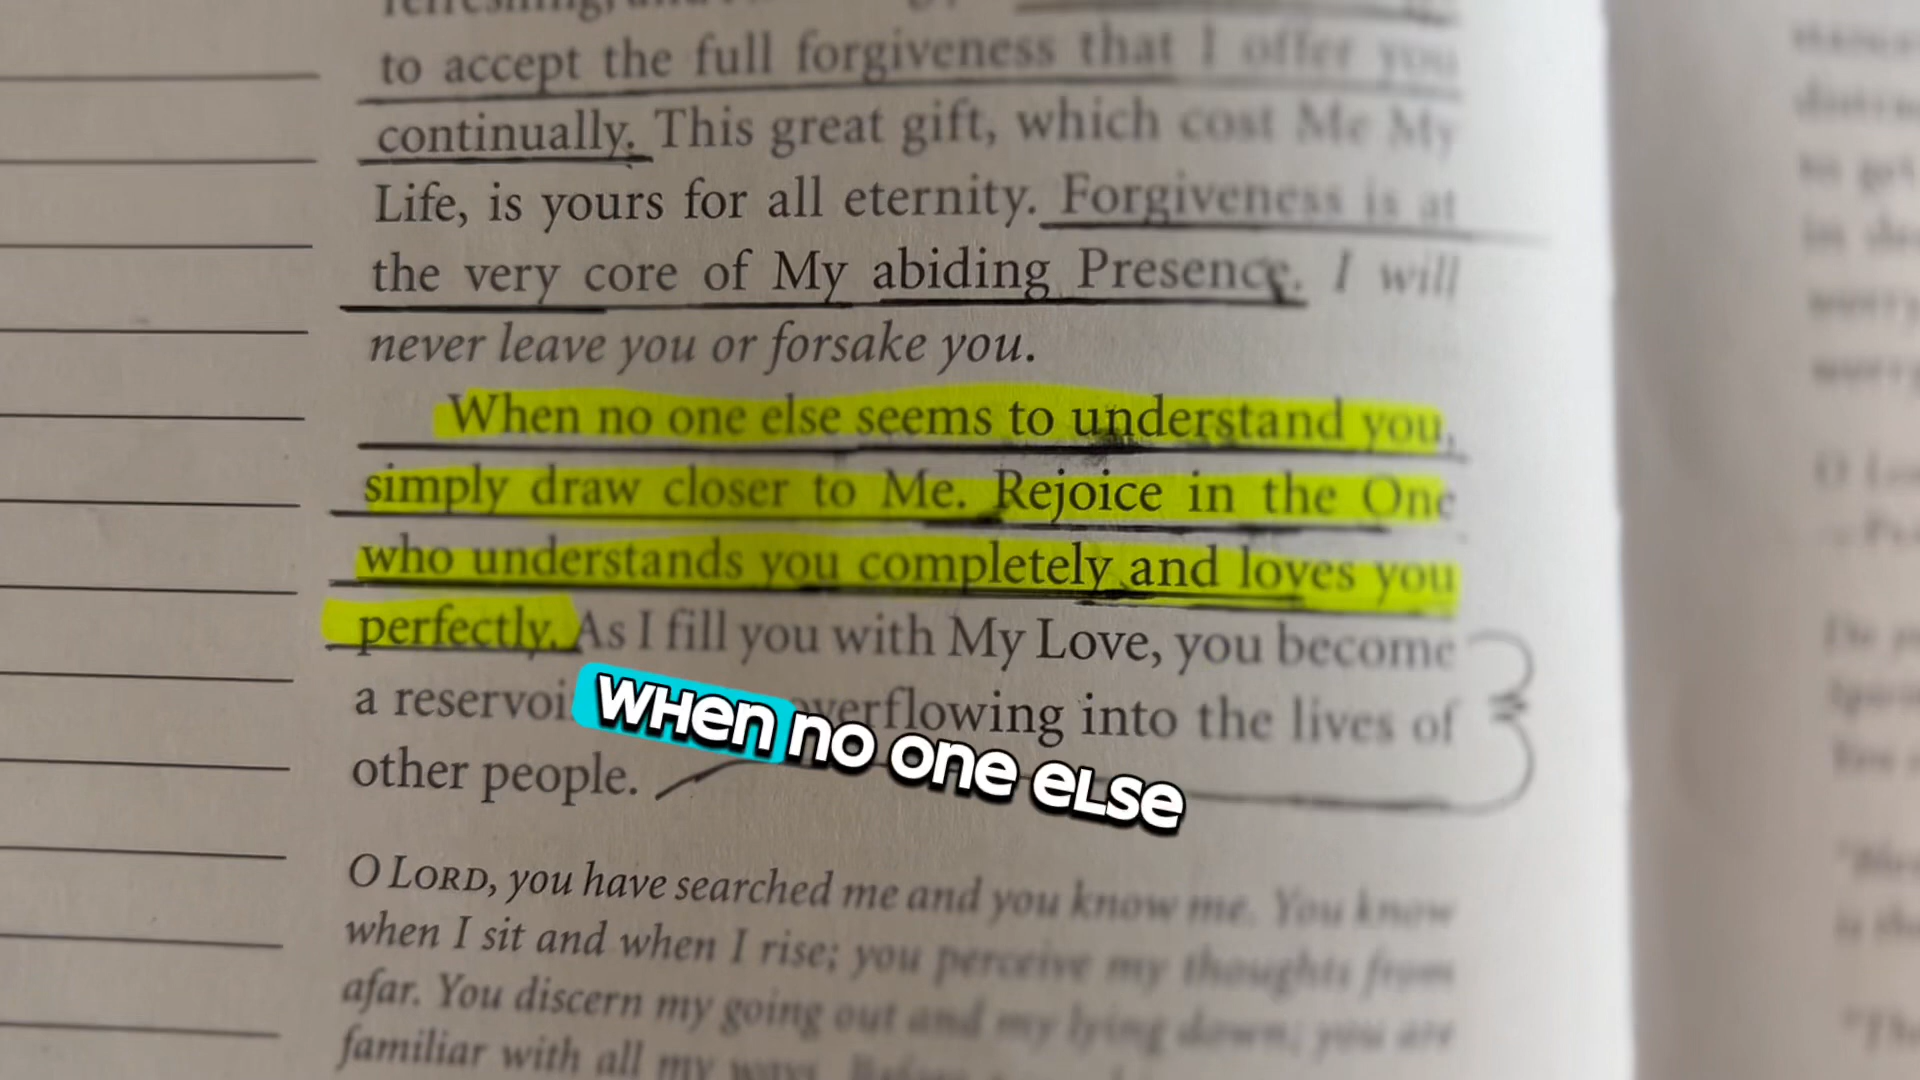 to accept the full forgiveness that I offer you
continually. This great gift, which cost Me My
Life, is yours for all eternity. Forgiveness is at
the very core of My abiding Presence. I will
never leave you or forsake you.
When no one else seems to understand you,
simply draw closer to Me. Rejoice in the One
who understands you completely and loves you
perfectly. As I fill you with My Love, you become
a reservoi overflowing into the lives of
other people.
WHen no one eLse
O LORD, you have searched me and you know me. You know
when I sit and when I rise; you perceive my thoughts from
afar. You discern my going out and my lying down; you are
familiar with all my ways.